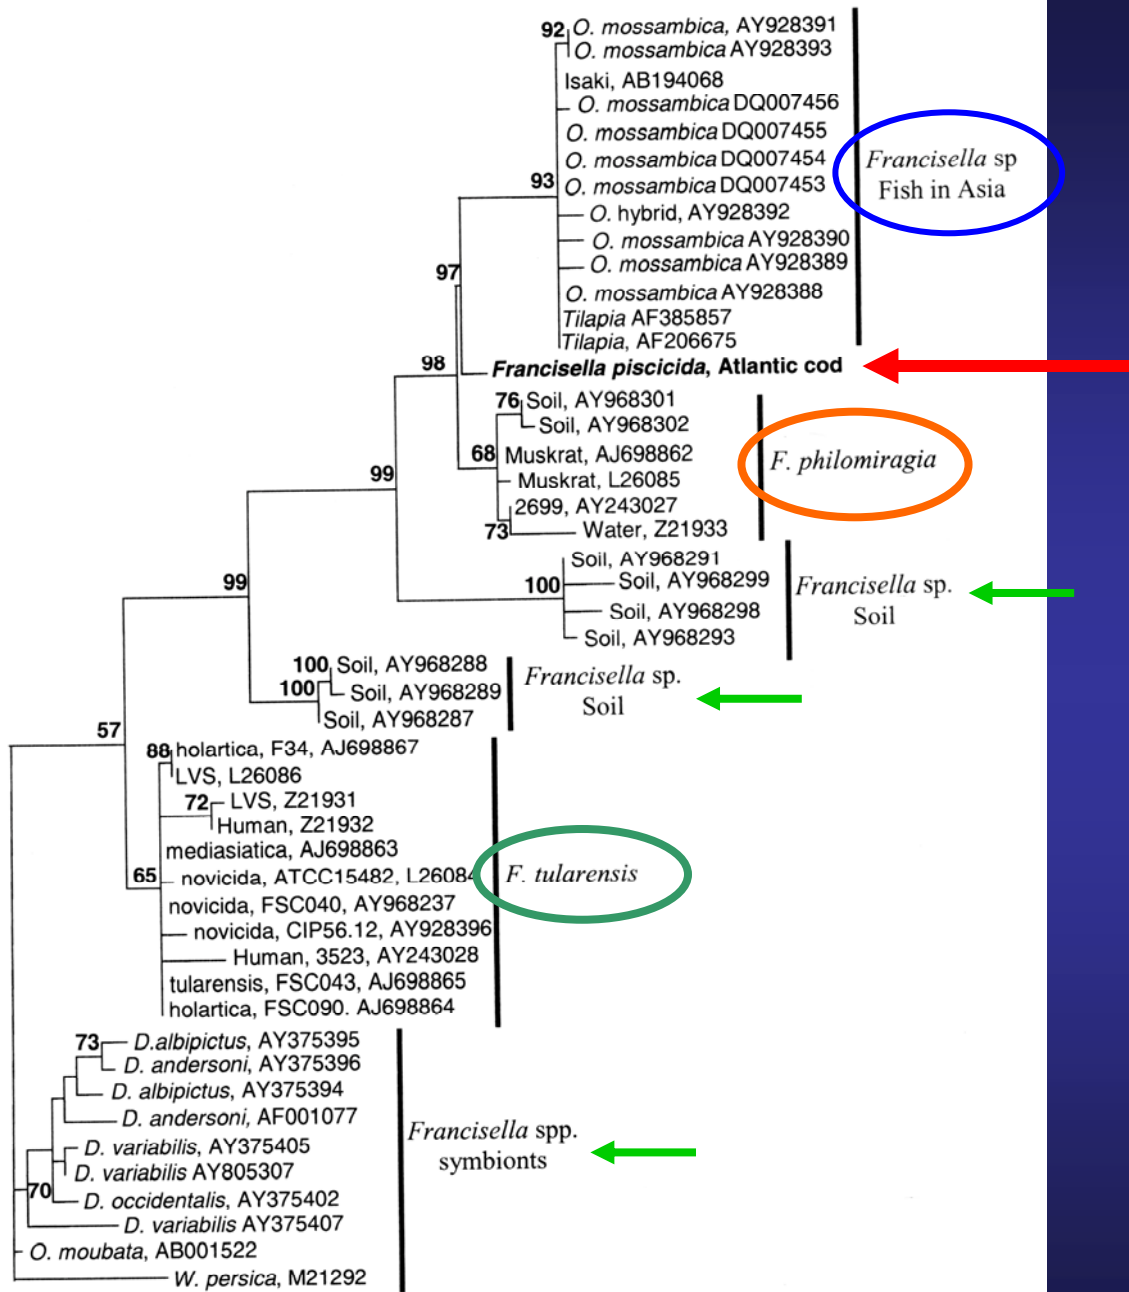 92 O. mossambica, AY928391
O. mossambica AY928393
Isaki, AB194068
O. mossambica DQ007456
O. mossambica DQ007455
O. mossambica DQ007454
93 O. mossambica DQ007453
O. hybrid, AY928392
O. mossambica AY928390
O. mossambica AY928389
O. mossambica AY928388
Tilapia AF385857
Tilapia, AF206675
Francisella sp
Fish in Asia
97
98
Francisella piscicida, Atlantic cod
76 Soil, AY968301
Soil, AY968302
68 Muskrat, AJ698862
Muskrat, L26085
2699, AY243027
73 Water, Z21933
F. philomiragia
99
Soil, AY968291
100 Soil, AY968299
Soil, AY968298
Soil, AY968293
Francisella sp.
Soil
99
100 Soil, AY968288
100 Soil, AY968289
Soil, AY968287
Francisella sp.
Soil
57
88 holartica, F34, AJ698867
LVS, L26086
72 LVS, Z21931
Human, Z21932
mediasiatica, AJ698863
65 novicida, ATCC15482, L26084
novicida, FSC040, AY968237
novicida, CIP56.12, AY928396
Human, 3523, AY243028
tularensis, FSC043, AJ698865
holartica, FSC090. AJ698864
F. tularensis
73 D.albipictus, AY375395
D. andersoni, AY375396
D. albipictus, AY375394
D. andersoni, AF001077
D. variabilis, AY375405
D. variabilis AY805307
70 D. occidentalis, AY375402
D. variabilis AY375407
O. moubata, AB001522
W. persica, M21292
Francisella spp.
symbionts